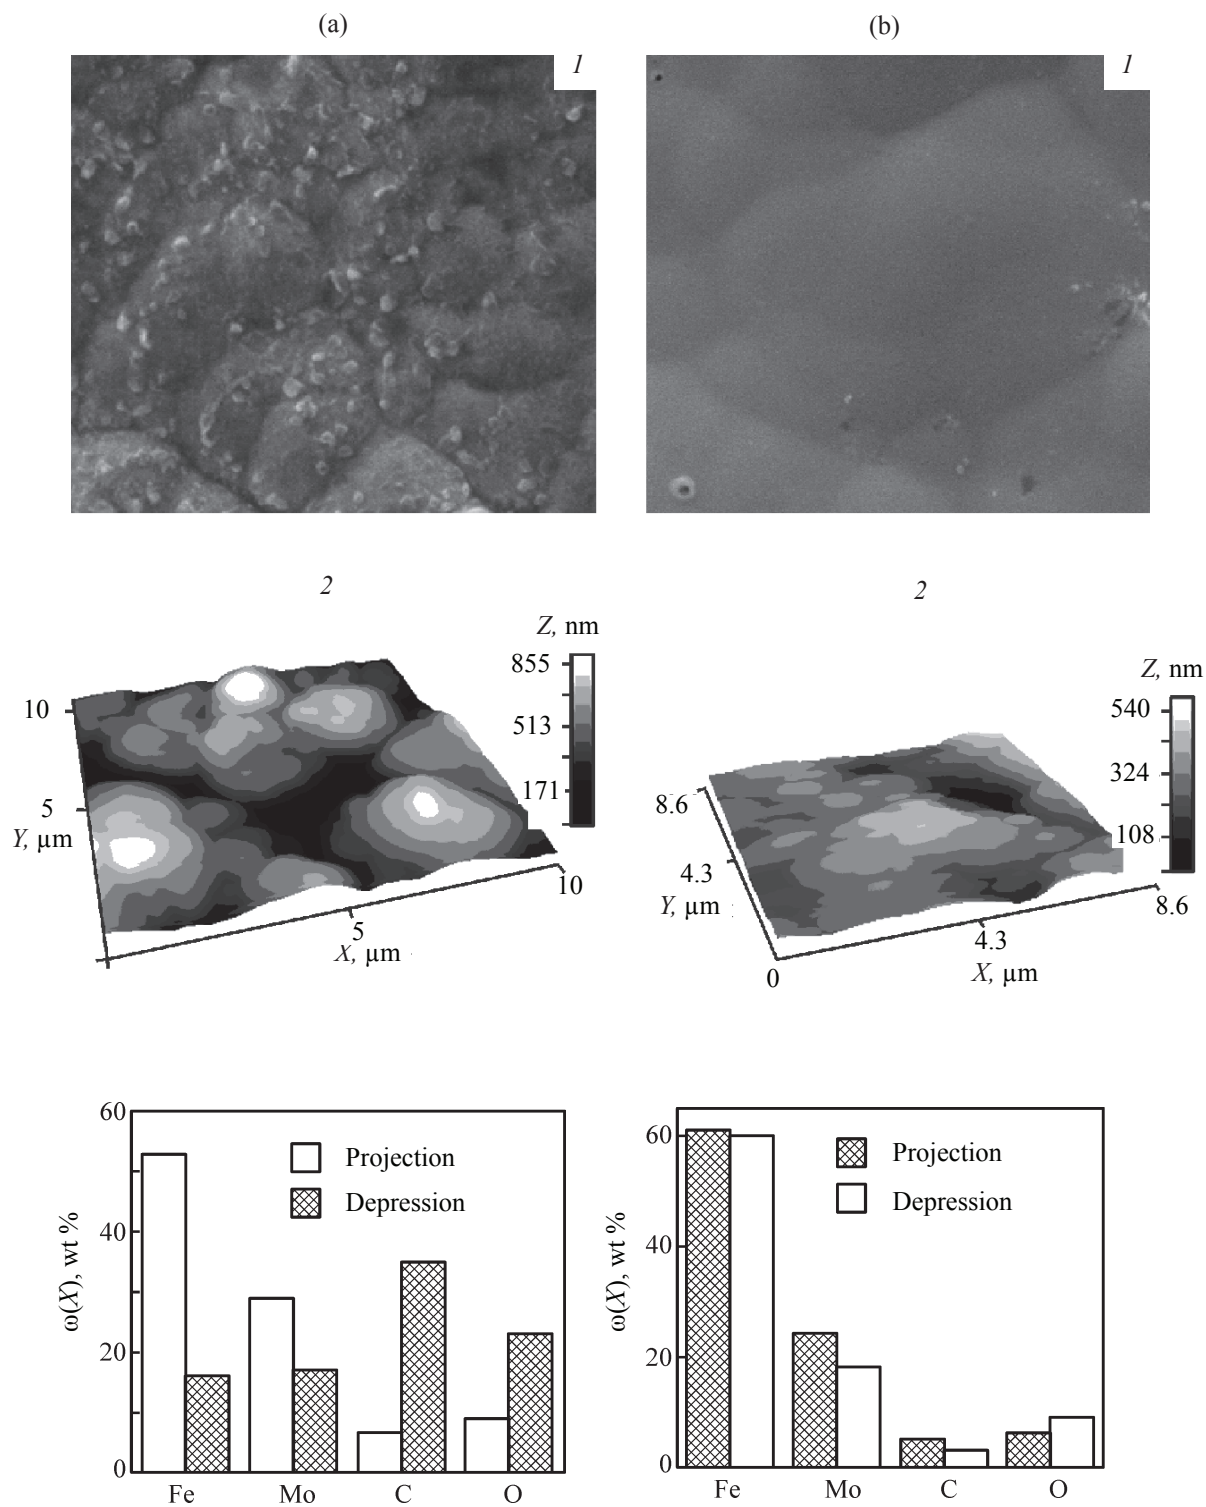 (a)
(b)
1
1
2
2
Z, nm
855
513
171
10
5
Y, µm
5
X, µm
10
Z, nm
540
324
108
8.6
4.3
Y, µm
0
4.3
X, µm
8.6
60
40
20
0
ω(X), wt %
Projection
Depression
Fe Mo C O
60
40
20
0
ω(X), wt %
Projection
Depression
Fe Mo C O